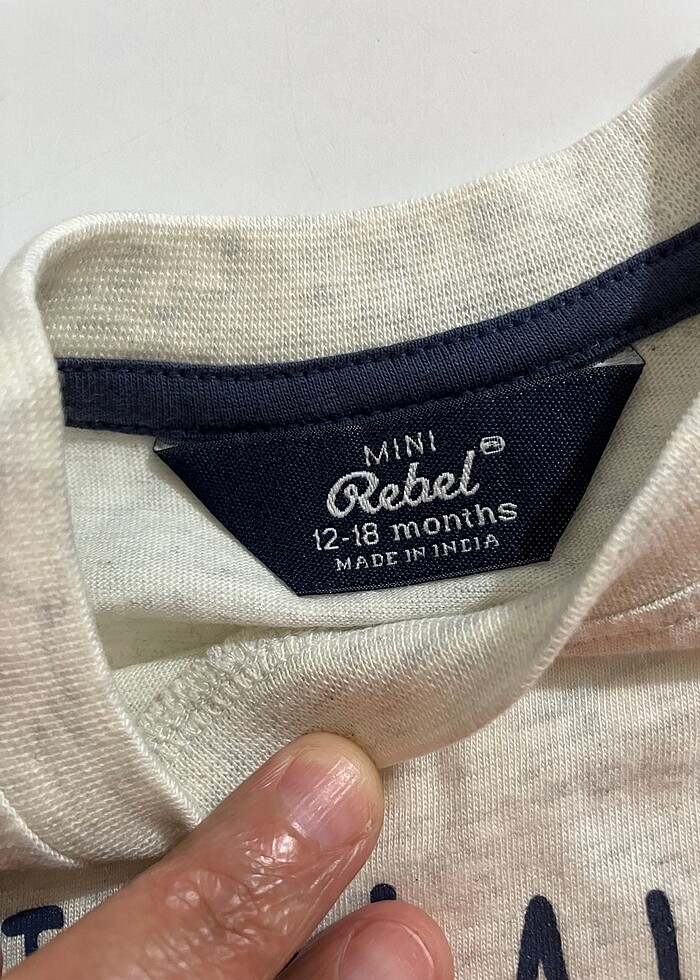 MINI
Rebel
12-18 months
MADE IN INDIA